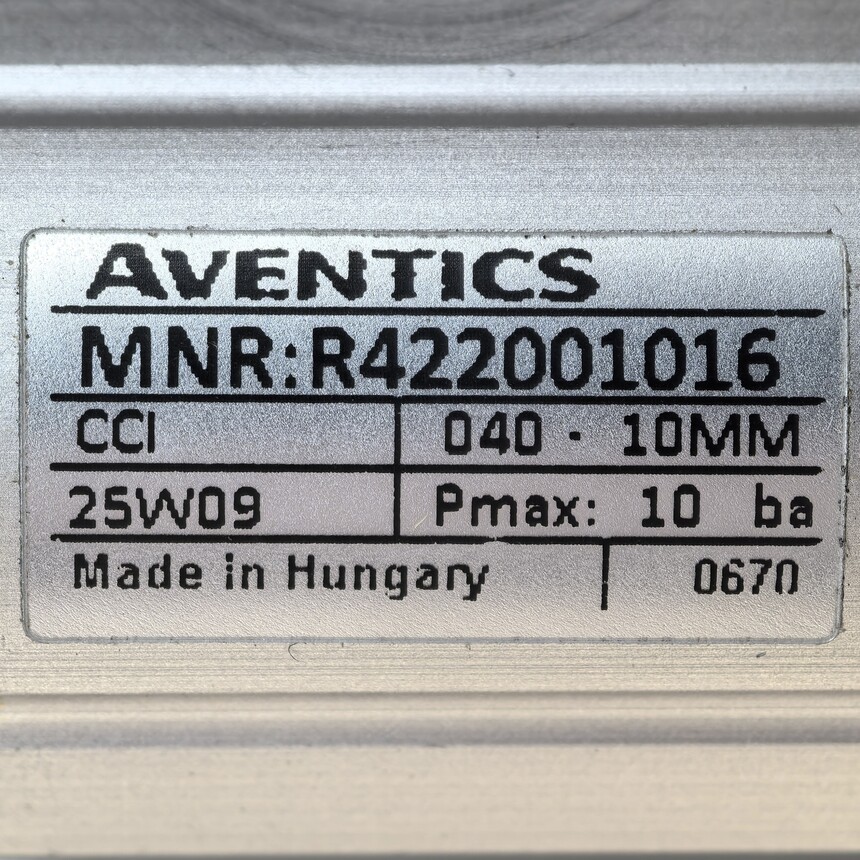 AVENTICS
MNR:R422001016
CCI 040 - 10MM
25W09 Pmax: 10 ba
Made in Hungary 0670